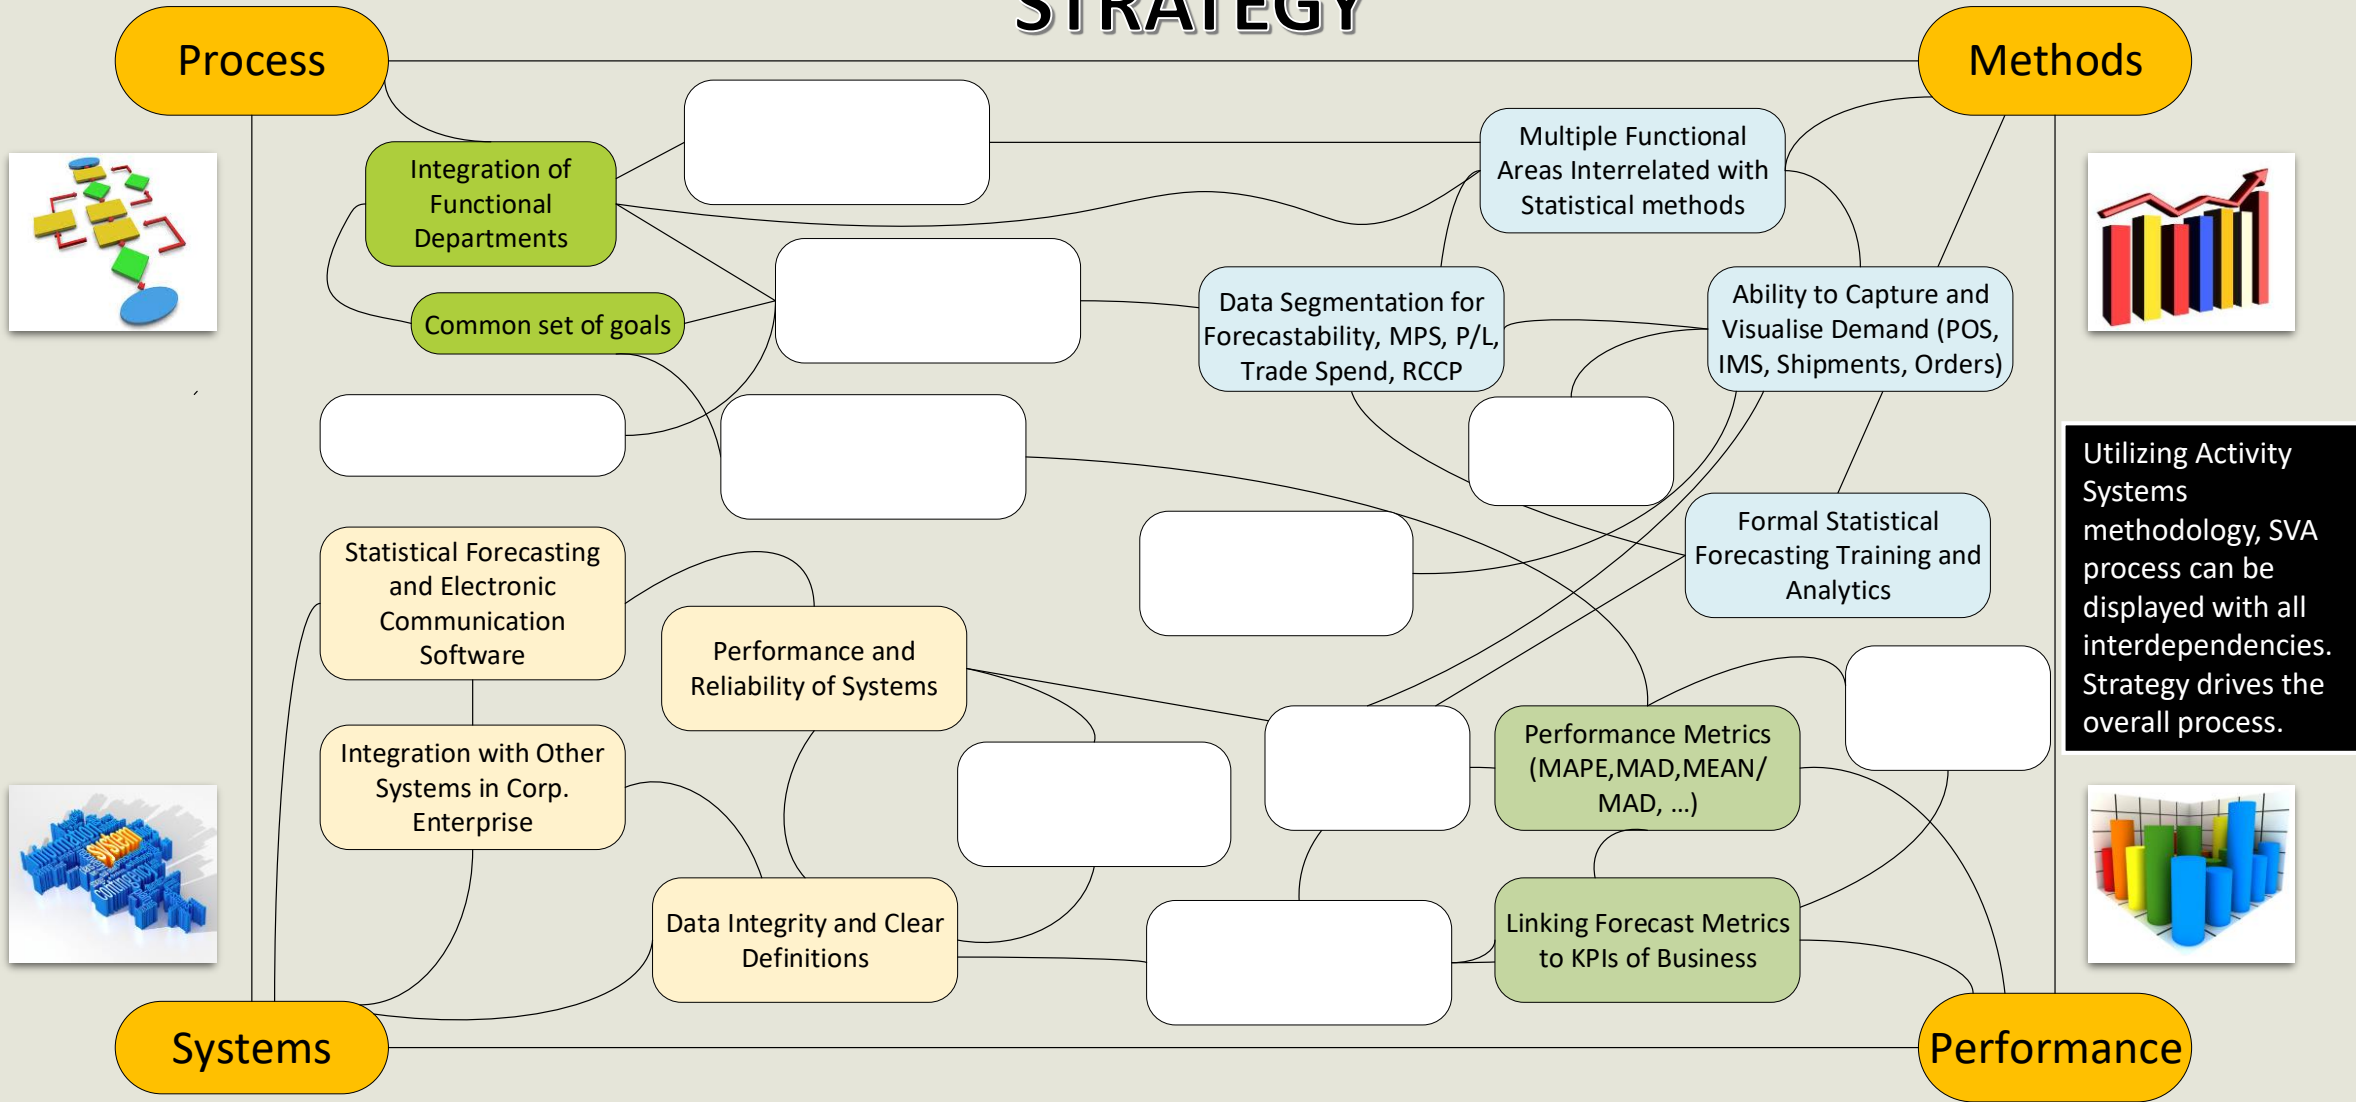 STRATEGY
Process
Methods
Multiple Functional
Areas Interrelated with
Statistical methods
Integration of
Functional
Departments
Data Segmentation for
Forecastability, MPS, P/L,
Trade Spend, RCCP
Ability to Capture and
Visualise Demand (POS,
IMS, Shipments, Orders)
Common set of goals
Utilizing Activity
Systems
methodology, SVA
process can be
displayed with all
interdependencies.
Strategy drives the
overall process.
Statistical Forecasting
and Electronic
Communication
Software
Formal Statistical
Forecasting Training and
Analytics
Performance and
Reliability of Systems
Integration with Other
Systems in Corp.
Enterprise
Performance Metrics
(MAPE,MAD,MEAN/
MAD, ...)
system
contingency
Data Integrity and Clear
Definitions
Linking Forecast Metrics
to KPIs of Business
Systems
Performance